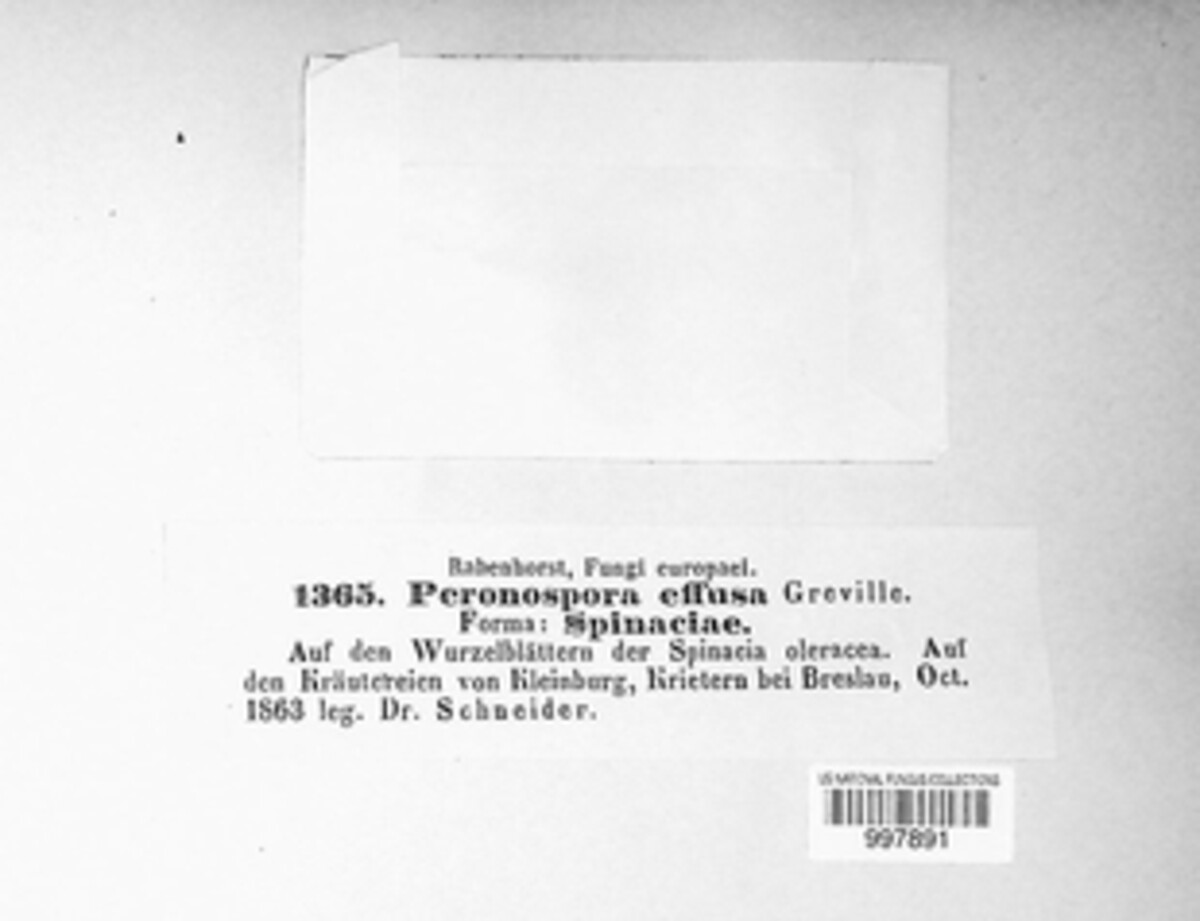 Rabenhorst, Fungi europaei.
1365. Peronospora effusa Greville.
Forma: Spinaciae.
Auf den Wurzelblättern der Spinacia oleracea. Auf
den Kräutereien von Kleinburg, Krietern bei Breslau, Oct.
1863 leg. Dr. Schneider.
US NATIONAL FUNGUS COLLECTIONS
997891